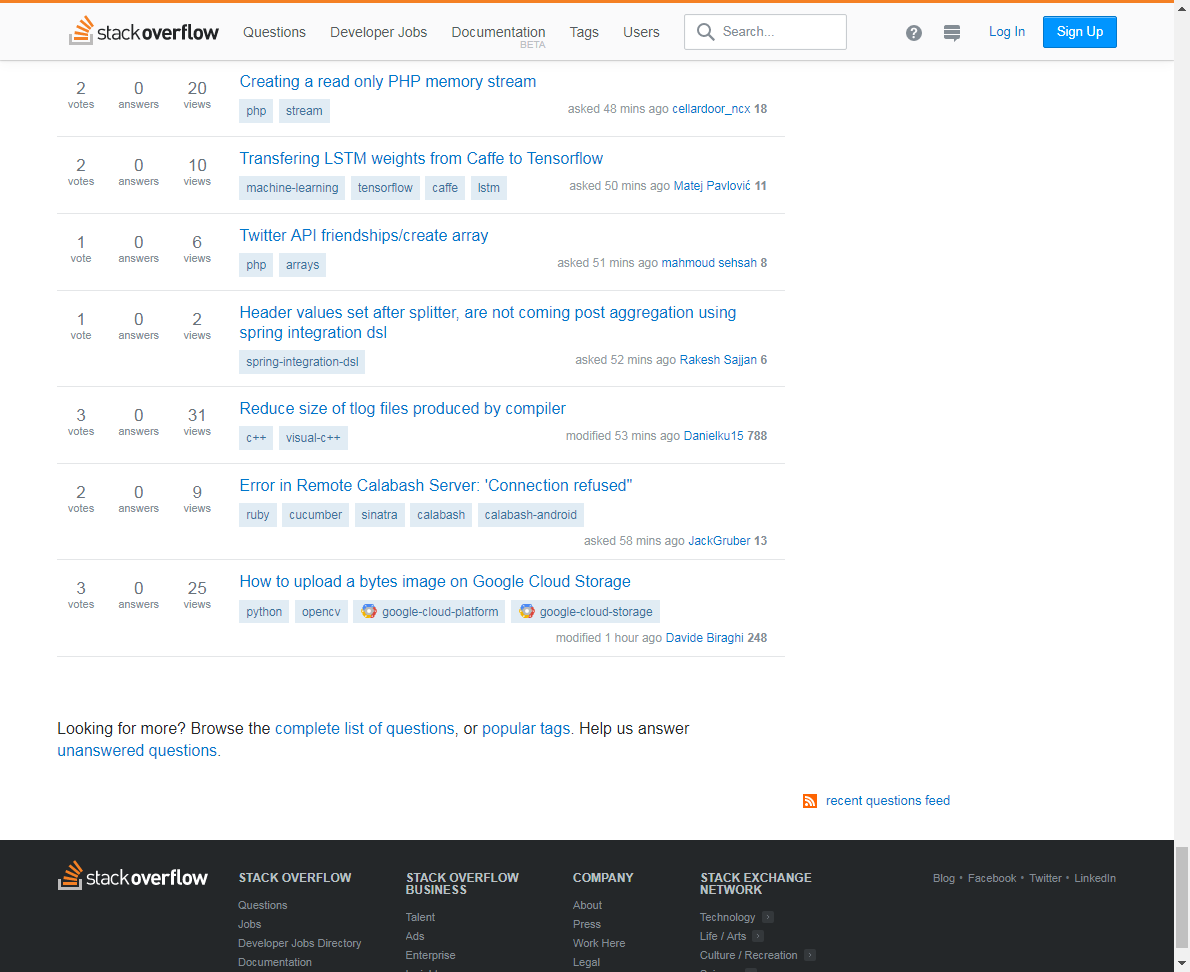 stackoverflow Questions Developer Jobs Documentation Tags Users Search... Log In Sign Up
BETA
2 0 20 Creating a read only PHP memory stream
votes answers views
php stream asked 48 mins ago cellardoor_ncx 18
2 0 10 Transfering LSTM weights from Caffe to Tensorflow
votes answers views
machine-learning tensorflow caffe lstm asked 50 mins ago Matej Pavlović 11
1 0 6 Twitter API friendships/create array
vote answers views
php arrays asked 51 mins ago mahmoud sehsah 8
1 0 2 Header values set after splitter, are not coming post aggregation using
vote answers views spring integration dsl
spring-integration-dsl asked 52 mins ago Rakesh Sajjan 6
3 0 31 Reduce size of tlog files produced by compiler
votes answers views
c++ visual-c++ modified 53 mins ago Danielku15 788
2 0 9 Error in Remote Calabash Server: 'Connection refused"
votes answers views
ruby cucumber sinatra calabash calabash-android
asked 58 mins ago JackGruber 13
3 0 25 How to upload a bytes image on Google Cloud Storage
votes answers views
python opencv google-cloud-platform google-cloud-storage
modified 1 hour ago Davide Biraghi 248
Looking for more? Browse the complete list of questions, or popular tags. Help us answer
unanswered questions.
recent questions feed
stackoverflow
STACK OVERFLOW
Questions
Jobs
Developer Jobs Directory
Documentation
STACK OVERFLOW
BUSINESS
Talent
Ads
Enterprise
COMPANY
About
Press
Work Here
Legal
STACK EXCHANGE
NETWORK
Technology
Life / Arts
Culture / Recreation
Blog • Facebook • Twitter • LinkedIn